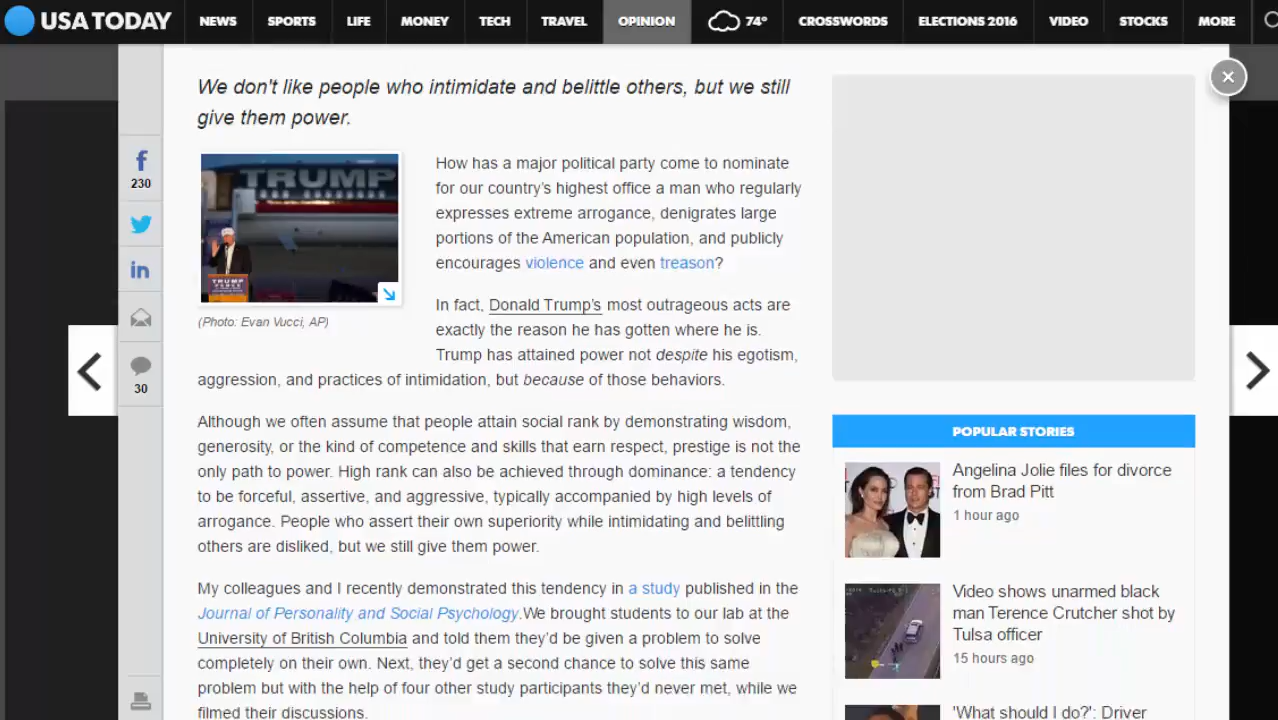 USA TODAY
NEWS
SPORTS
LIFE
MONEY
TECH
TRAVEL
OPINION
74°
CROSSWORDS
ELECTIONS 2016
VIDEO
STOCKS
MORE
We don't like people who intimidate and belittle others, but we still
give them power.
230
30
TRUMP
TRUMP
(Photo: Evan Vucci, AP)
How has a major political party come to nominate
for our country's highest office a man who regularly
expresses extreme arrogance, denigrates large
portions of the American population, and publicly
encourages violence and even treason?
In fact, Donald Trump's most outrageous acts are
exactly the reason he has gotten where he is.
Trump has attained power not despite his egotism,
aggression, and practices of intimidation, but because of those behaviors.
Although we often assume that people attain social rank by demonstrating wisdom,
generosity, or the kind of competence and skills that earn respect, prestige is not the
only path to power. High rank can also be achieved through dominance: a tendency
to be forceful, assertive, and aggressive, typically accompanied by high levels of
arrogance. People who assert their own superiority while intimidating and belittling
others are disliked, but we still give them power.
My colleagues and I recently demonstrated this tendency in a study published in the
Journal of Personality and Social Psychology.We brought students to our lab at the
University of British Columbia and told them they'd be given a problem to solve
completely on their own. Next, they'd get a second chance to solve this same
problem but with the help of four other study participants they'd never met, while we
filmed their discussions.
POPULAR STORIES
Angelina Jolie files for divorce
from Brad Pitt
1 hour ago
Video shows unarmed black
man Terence Crutcher shot by
Tulsa officer
15 hours ago
'What should I do?': Driver